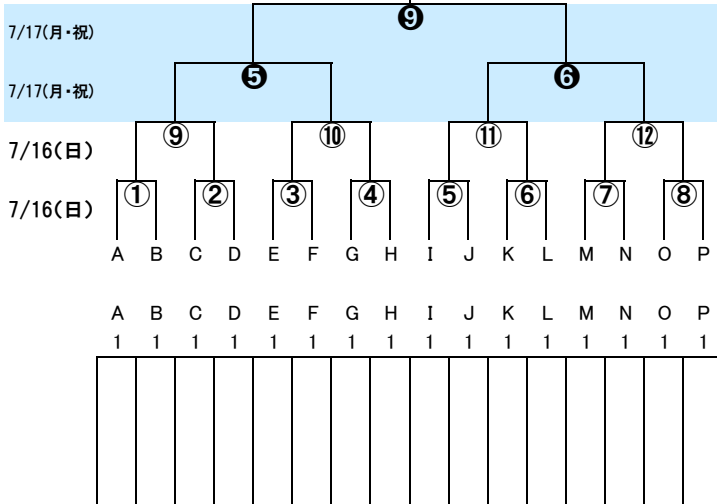 ❾
7/17(月・祝)
❺ ❻
7/17(月・祝)
⑨ ⑩ ⑪ ⑫
7/16(日)
① ② ③ ④ ⑤ ⑥ ⑦ ⑧
7/16(日)
A B C D E F G H I J K L M N O P
A B C D E F G H I J K L M N O P
1 1 1 1 1 1 1 1 1 1 1 1 1 1 1 1